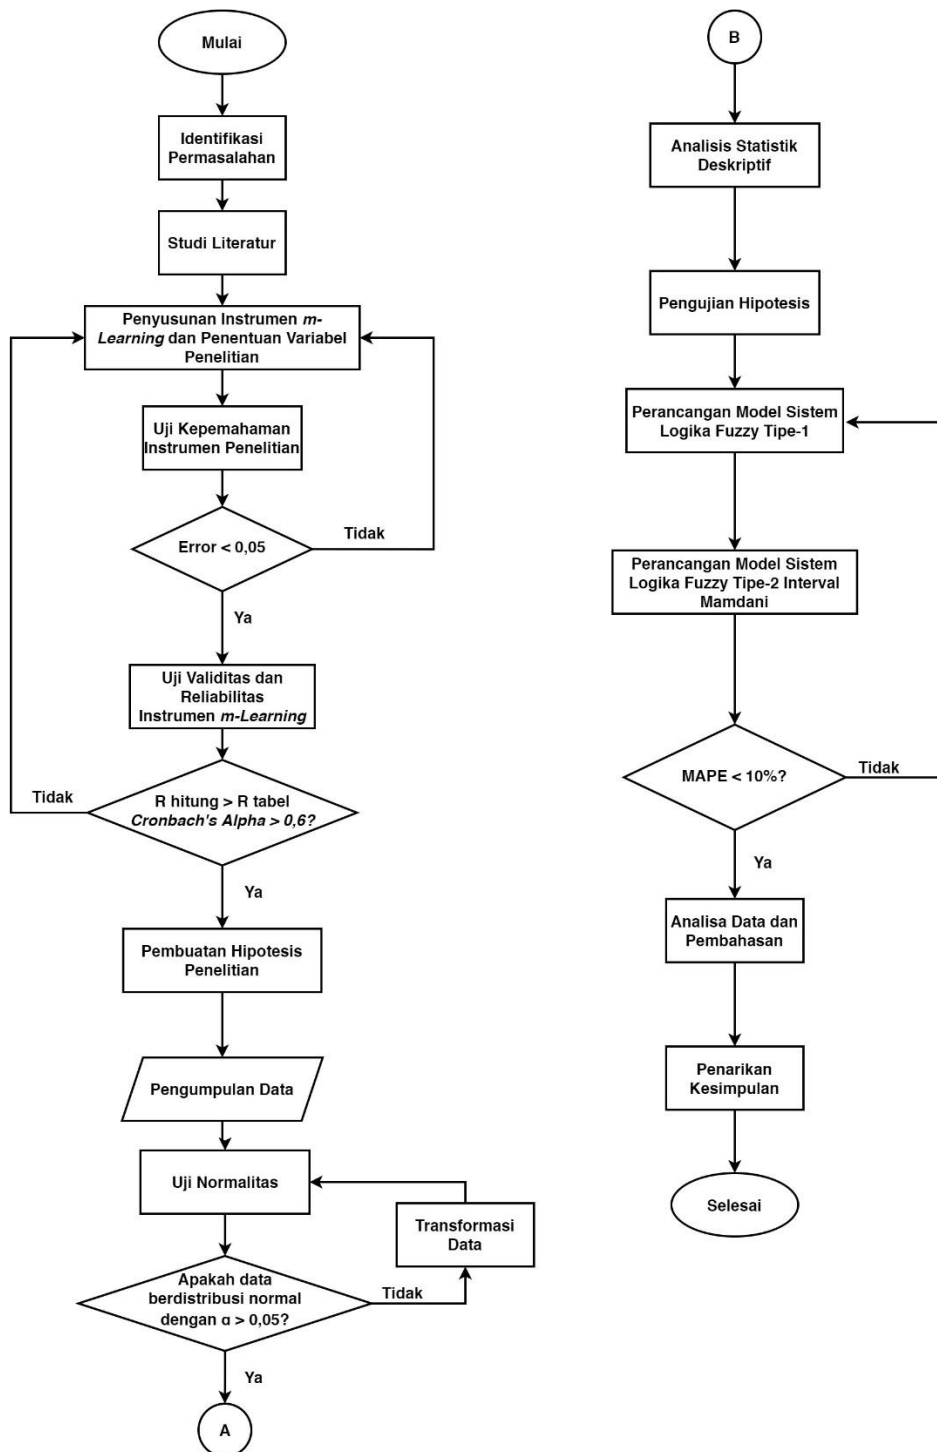 Mulai
Identifikasi
Permasalahan
Studi Literatur
Penyusunan Instrumen m-
Learning dan Penentuan Variabel
Penelitian
Uji Kepemahaman
Instrumen Penelitian
Error < 0,05
Tidak
Ya
Uji Validitas dan
Reliabilitas
Instrumen m-Learning
Tidak
R hitung > R tabel
Cronbach's Alpha > 0,6?
Ya
Pembuatan Hipotesis
Penelitian
Pengumpulan Data
Uji Normalitas
Transformasi
Data
Apakah data
berdistribusi normal
dengan α > 0,05?
Tidak
Ya
A
B
Analisis Statistik
Deskriptif
Pengujian Hipotesis
Perancangan Model Sistem
Logika Fuzzy Tipe-1
Perancangan Model Sistem
Logika Fuzzy Tipe-2 Interval
Mamdani
MAPE < 10%?
Tidak
Ya
Analisa Data dan
Pembahasan
Penarikan
Kesimpulan
Selesai